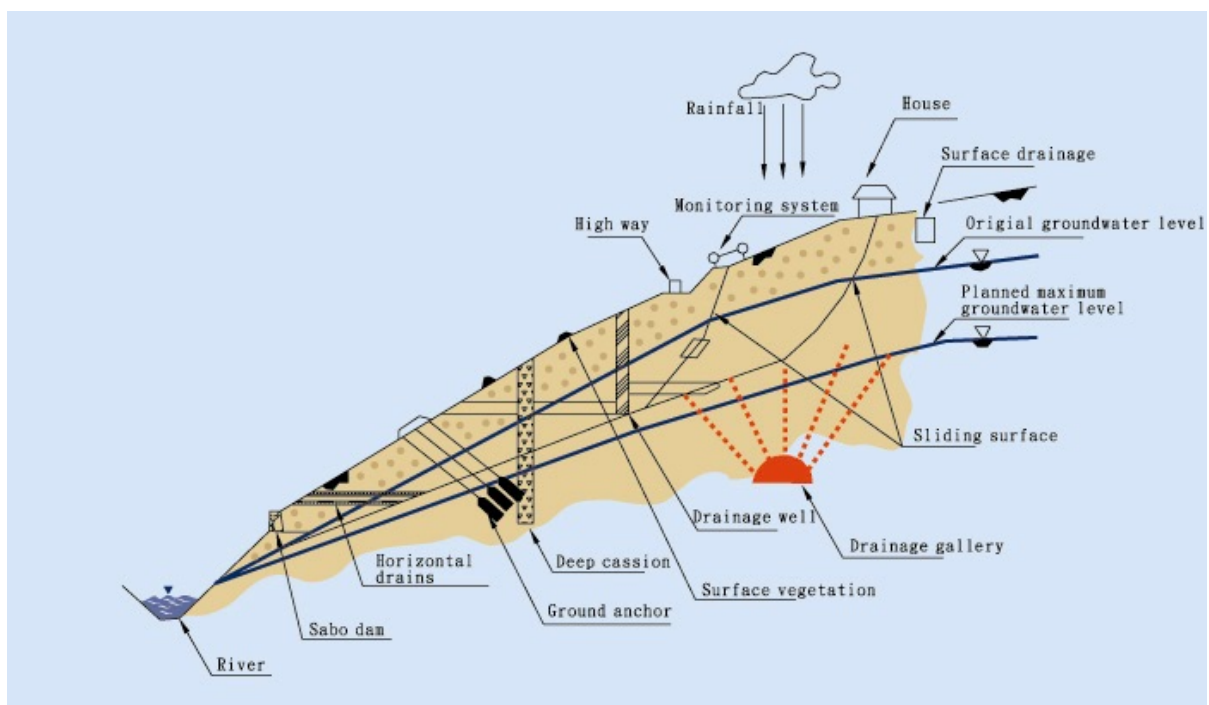 Rainfall
House
Surface drainage
Monitoring system
High way
Origial groundwater level
Planned maximum
groundwater level
Sliding surface
Drainage well
Drainage gallery
Horizontal
drains
Deep cassion
Surface vegetation
Ground anchor
Sabo dam
River